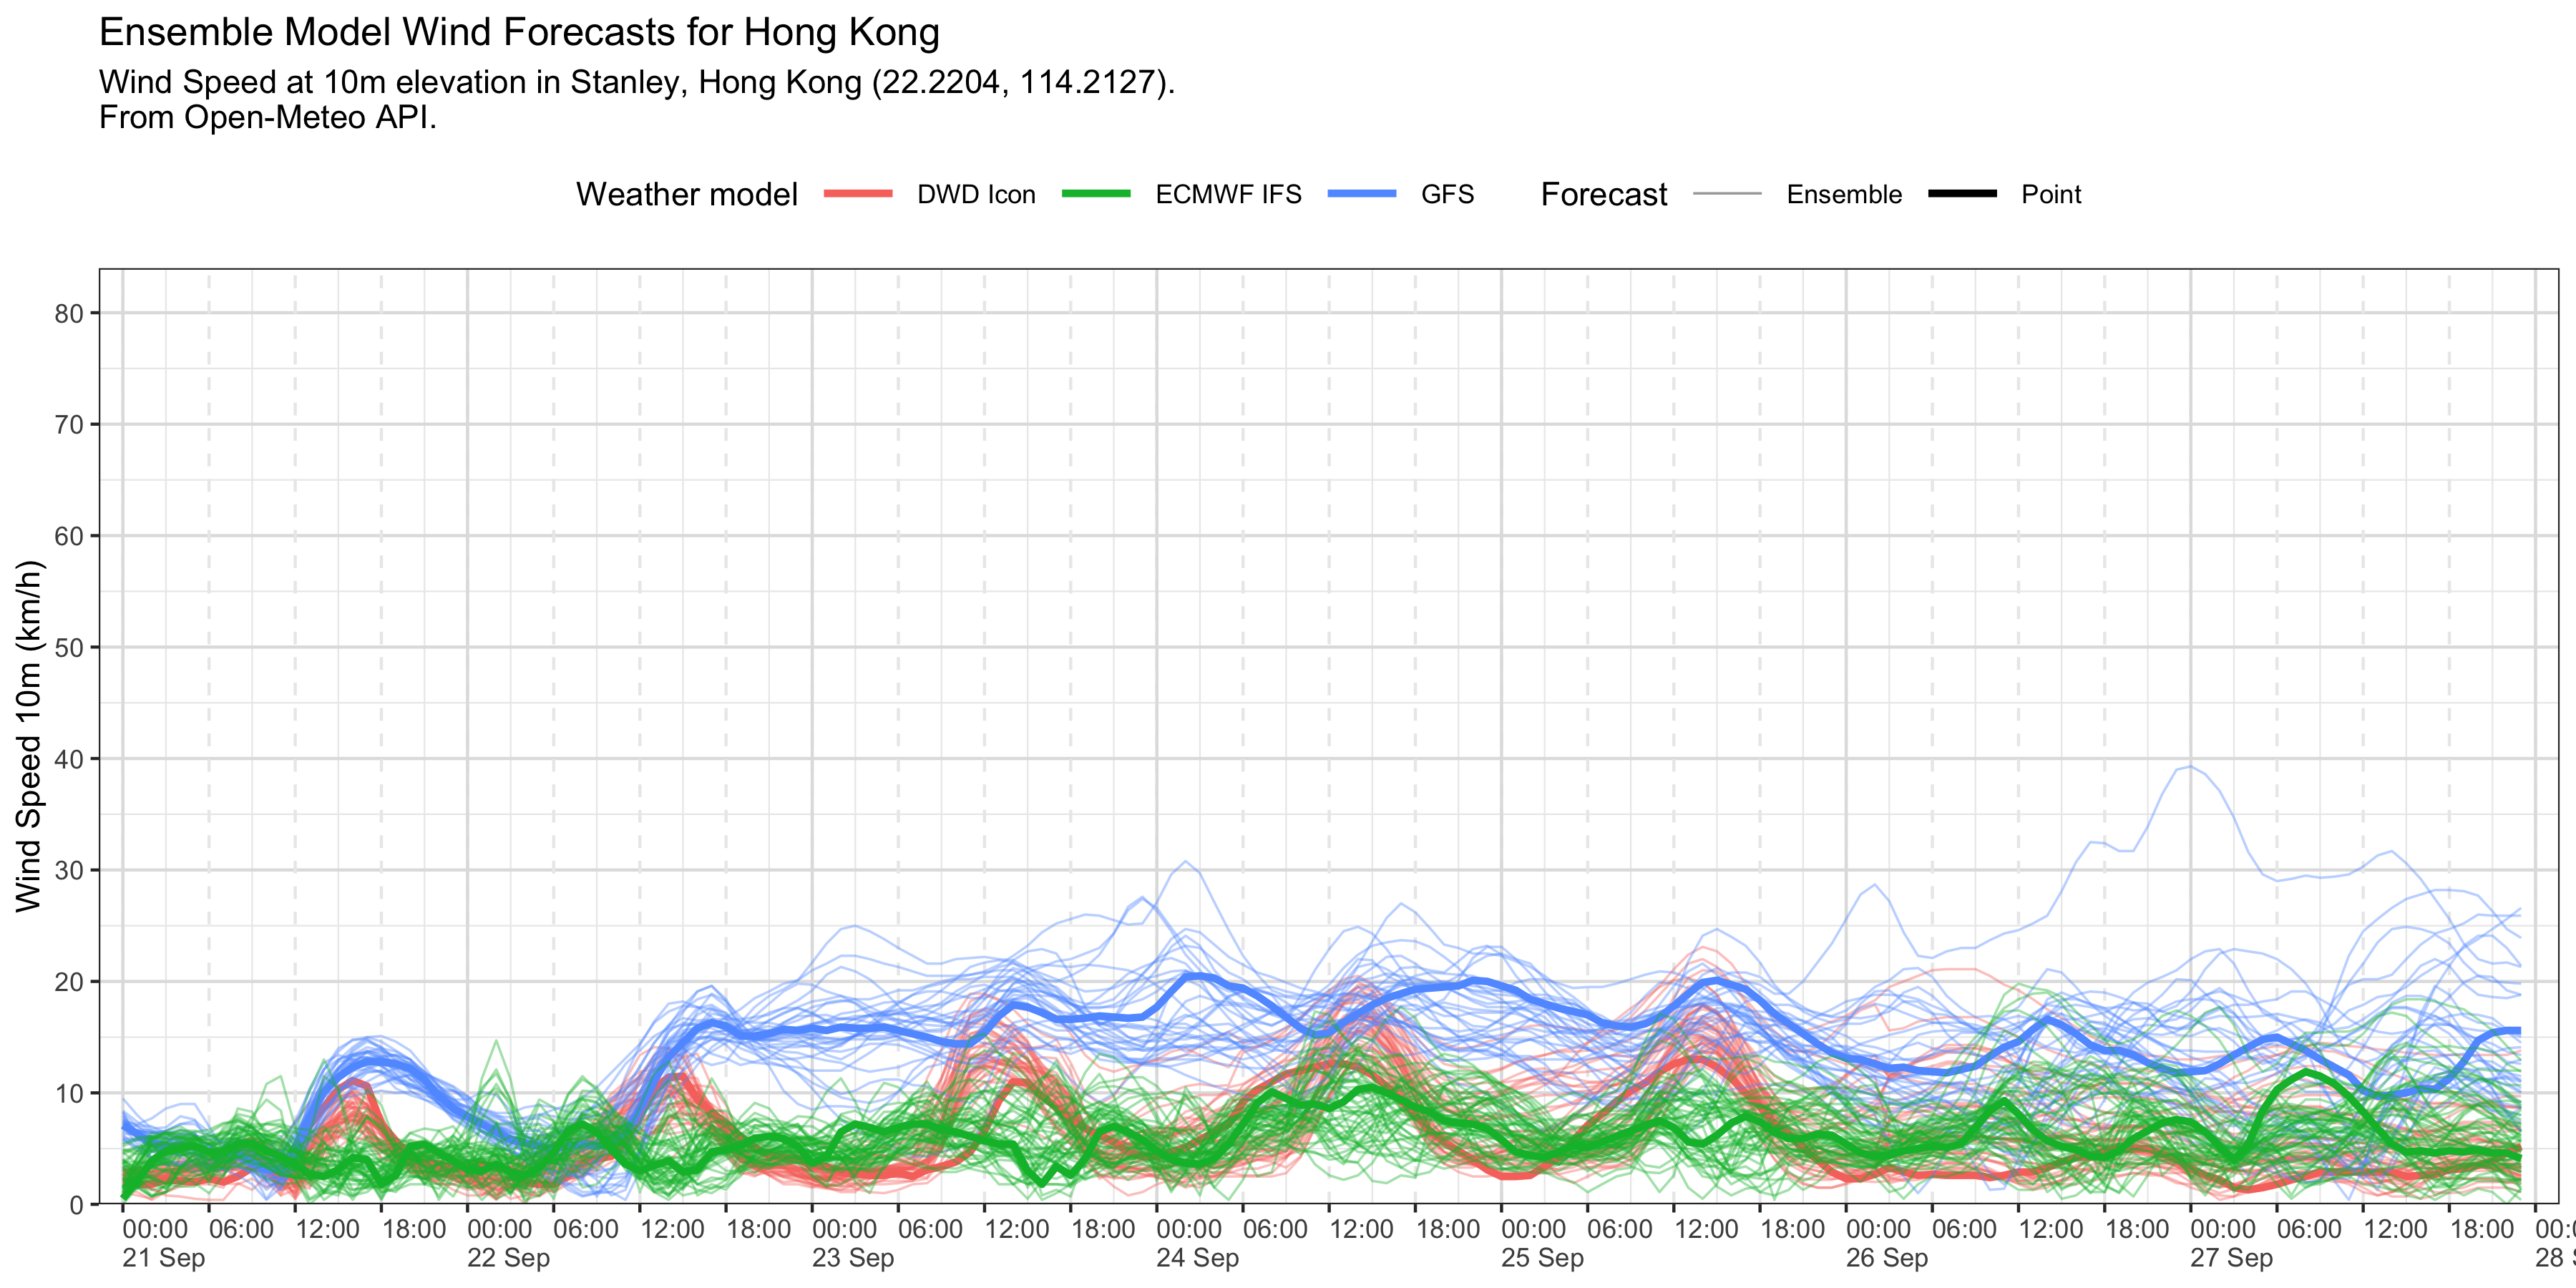 Ensemble Model Wind Forecasts for Hong Kong
Wind Speed at 10m elevation in Stanley, Hong Kong (22.2204, 114.2127).
From Open-Meteo API.
Weather model DWD Icon ECMWF IFS GFS Forecast Ensemble Point
Wind Speed 10m (km/h)
80
70
60
50
40
30
20
10
0
00:00 06:00 12:00 18:00 00:00 06:00 12:00 18:00 00:00 06:00 12:00 18:00 00:00 06:00 12:00 18:00 00:00 06:00 12:00 18:00 00:00 06:00 12:00 18:00 00:00 06:00 12:00 18:00
21 Sep 22 Sep 23 Sep 24 Sep 25 Sep 26 Sep 27 Sep 28